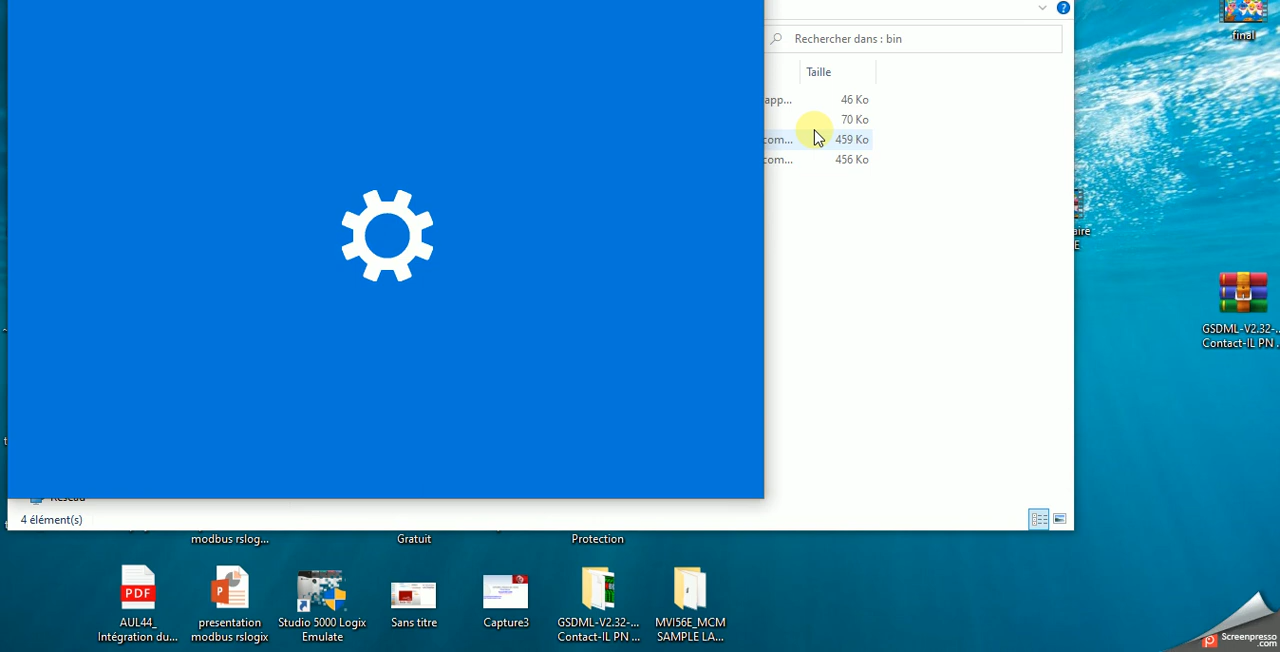 ?
Rechercher dans : bin
final
Taille
app... 46 Ko
70 Ko
com... 459 Ko
com... 456 Ko
aire
E
GSDML-V2.32-...
Contact-IL PN ...
Réseau
4 élément(s)
modbus rslog...
Gratuit
Protection
PDF
P
AUL44_
Intégration du...
presentation
modbus rslogix
Studio 5000 Logix
Emulate
Sans titre
Capture3
GSDML-V2.32-...
Contact-IL PN ...
MVI56E_MCM
SAMPLE LA...
Screenpresso
.com